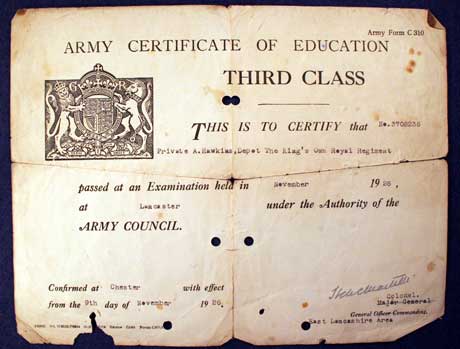 Army Form C 310
ARMY CERTIFICATE OF EDUCATION
THIRD CLASS
G R
THIS IS TO CERTIFY that No. 3708236
Private A. Hawkins, Depot The King's Own Royal Regiment
passed at an Examination held in November 1926,
at Lancaster under the Authority of the
ARMY COUNCIL.
Confirmed at Chester with effect
from the 9th day of November 1926.
Colonel.
Major-General
General Officer Commanding,
East Lancashire Area